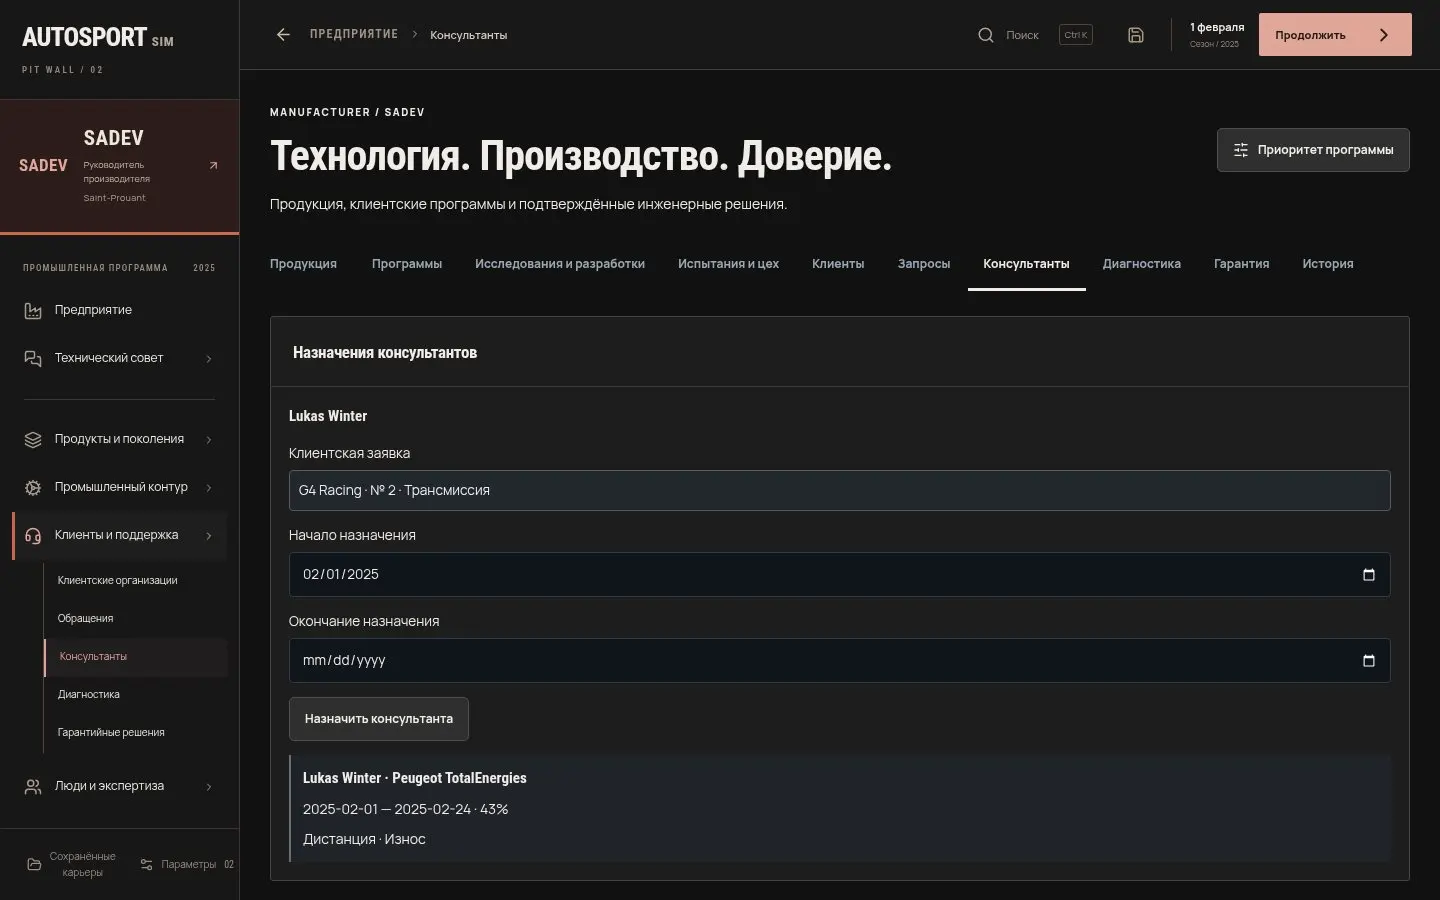 AUTOSPORT SIM
PIT WALL / 02
SADEV
SADEV
Руководитель
производителя
Saint-Prouant
ПРОМЫШЛЕННАЯ ПРОГРАММА 2025
Предприятие
Технический совет
Продукты и поколения
Промышленный контур
Клиенты и поддержка
Клиентские организации
Обращения
Консультанты
Диагностика
Гарантийные решения
Люди и экспертиза
Сохранённые
карьеры
Параметры 02
ПРЕДПРИЯТИЕ Консультанты
Поиск Ctrl K
1 февраля
Сезон / 2025
Продолжить
MANUFACTURER / SADEV
Технология. Производство. Доверие.
Приоритет программы
Продукция, клиентские программы и подтверждённые инженерные решения.
Продукция Программы Исследования и разработки Испытания и цех Клиенты Запросы Консультанты Диагностика Гарантия История
Назначения консультантов
Lukas Winter
Клиентская заявка
G4 Racing · № 2 · Трансмиссия
Начало назначения
02/01/2025
Окончание назначения
mm/dd/yyyy
Назначить консультанта
Lukas Winter · Peugeot TotalEnergies
2025-02-01 — 2025-02-24 · 43%
Дистанция · Износ